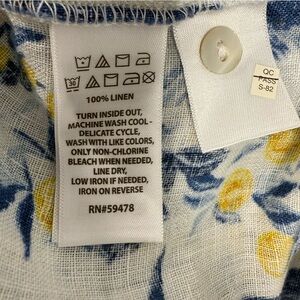 100% LINEN
TURN INSIDE OUT,
MACHINE WASH COOL -
DELICATE CYCLE,
WASH WITH LIKE COLORS,
ONLY NON-CHLORINE
BLEACH WHEN NEEDED,
LINE DRY,
LOW IRON IF NEEDED,
IRON ON REVERSE
RN#59478
QC
PASS
S-82